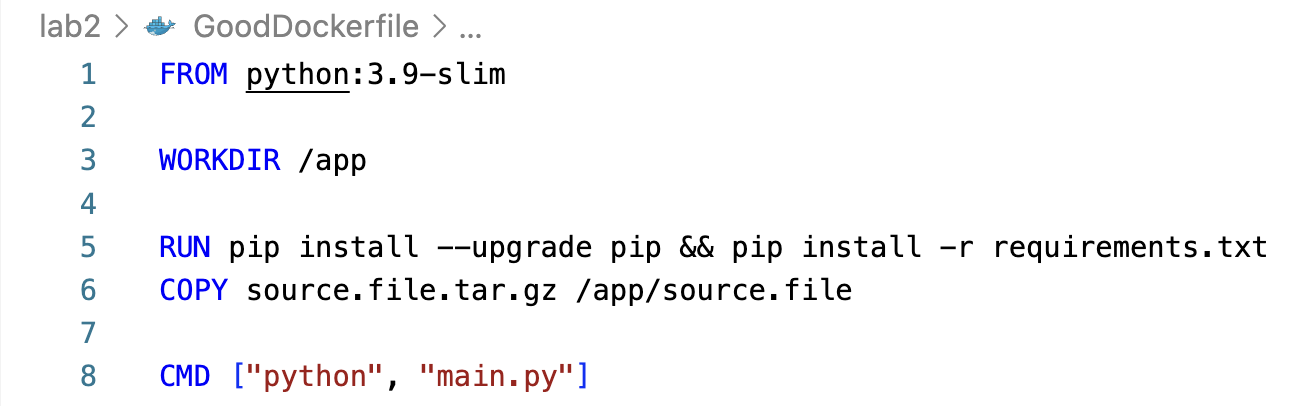 lab2 > GoodDockerfile > ...
1 FROM python:3.9-slim
2
3 WORKDIR /app
4
5 RUN pip install --upgrade pip && pip install -r requirements.txt
6 COPY source.file.tar.gz /app/source.file
7
8 CMD ["python", "main.py"]